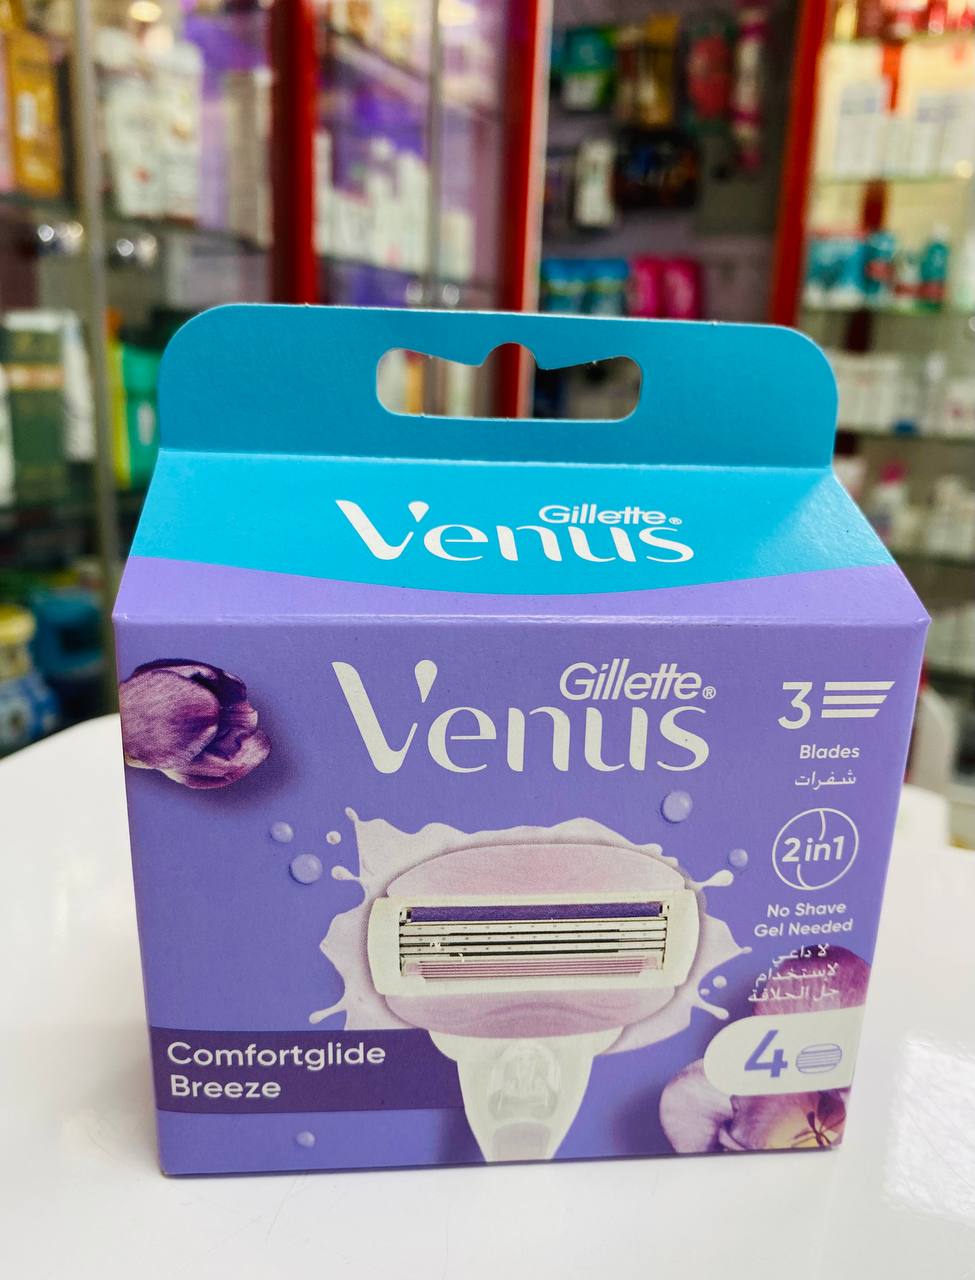 Gillette®
Venus
Gillette®
Venus
3
Blades
شفرات
2in1
No Shave
Gel Needed
لا داعي
لاستخدام
جل الحلاقة
Comfortglide
Breeze
4